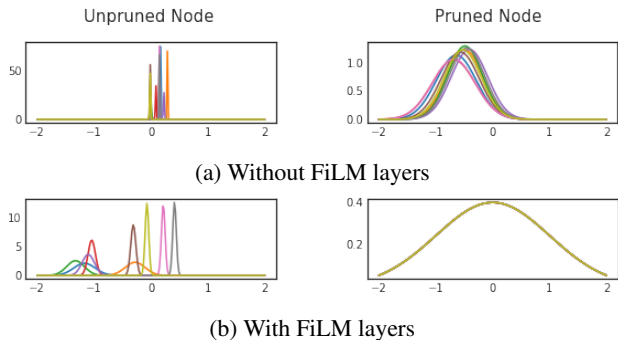 Unpruned Node Pruned Node
50
0
−2 −1 0 1 2
1.0
0.5
0.0
−2 −1 0 1 2
(a) Without FiLM layers
10
5
0
−2 −1 0 1 2
0.4
0.2
−2 −1 0 1 2
(b) With FiLM layers